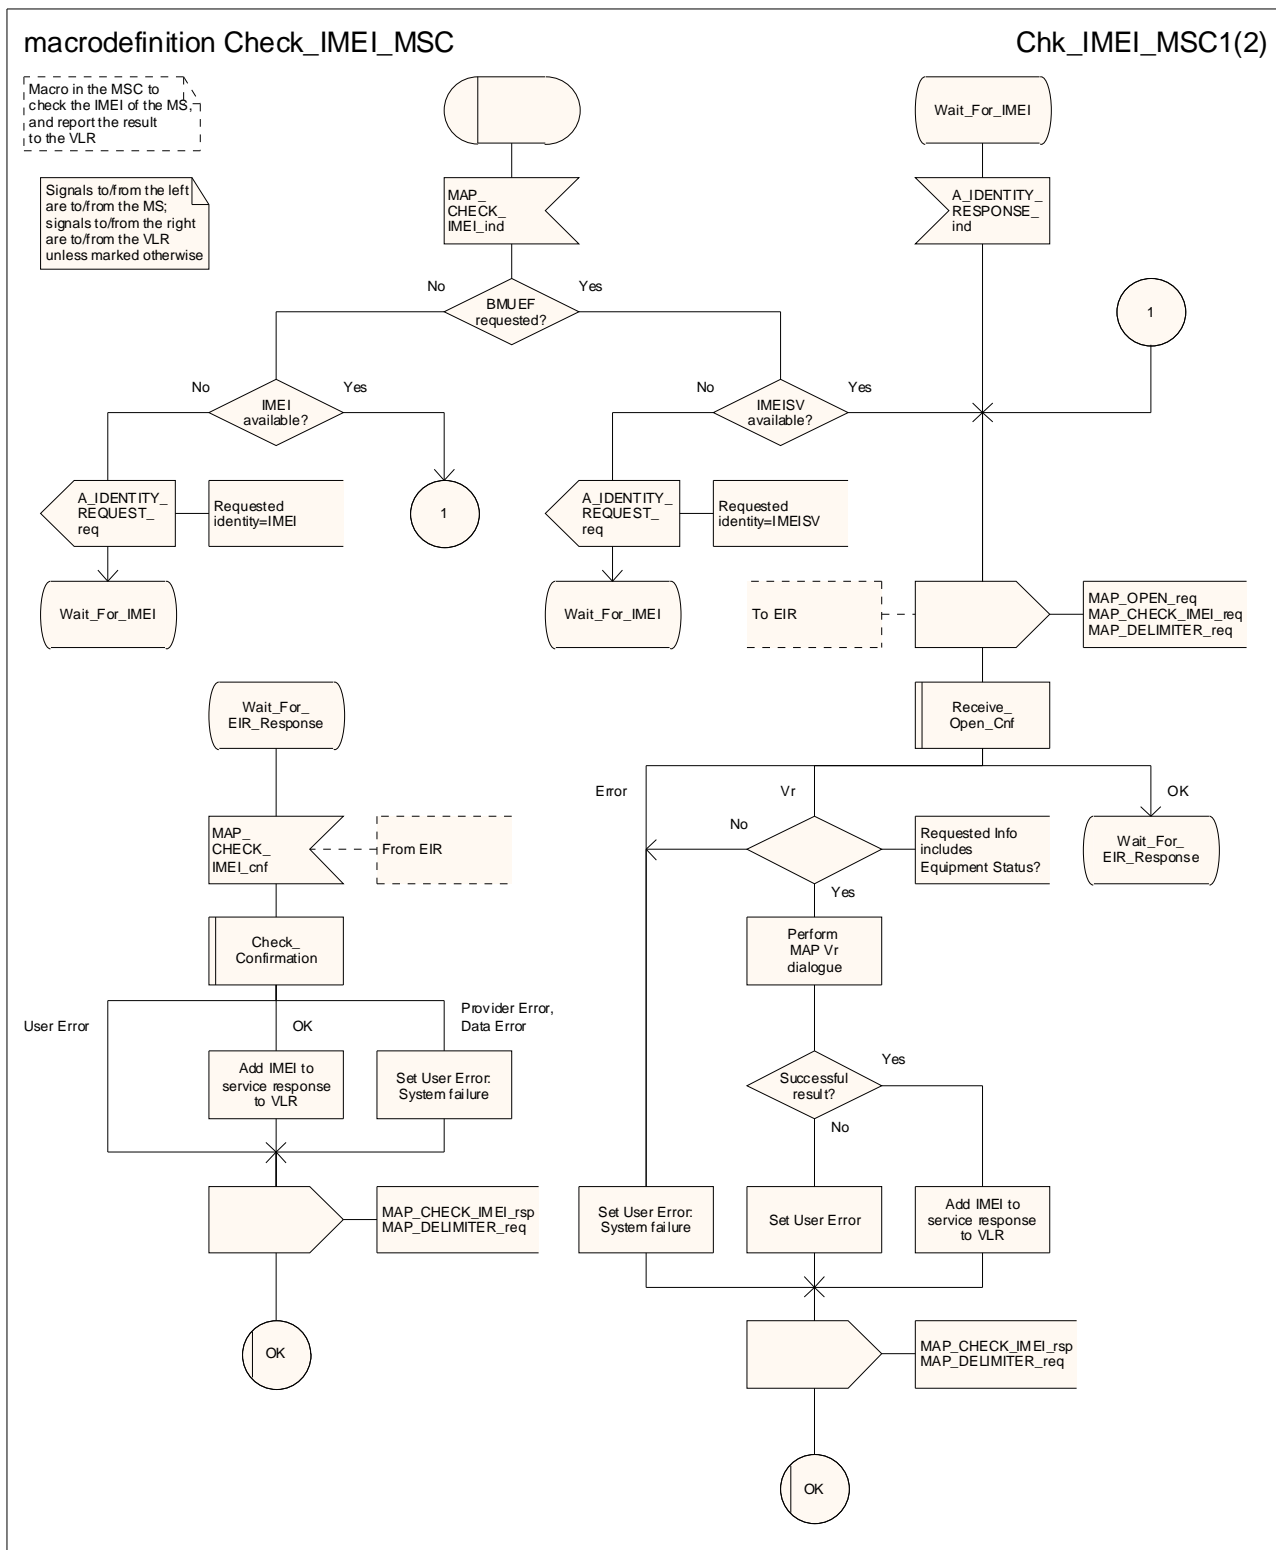 macrodefinition Check_IMEI_MSC
Chk_IMEI_MSC1(2)
Macro in the MSC to
check the IMEI of the MS,
and report the result
to the VLR
Signals to/from the left
are to/from the MS;
signals to/from the right
are to/from the VLR
unless marked otherwise
MAP_
CHECK_
IMEI_ind
Wait_For_IMEI
A_IDENTITY_
RESPONSE_
ind
No
Yes
BMUEF
requested?
1
No
Yes
IMEI
available?
No
Yes
IMEISV
available?
A_IDENTITY_
REQUEST_
req
Requested
identity=IMEI
1
A_IDENTITY_
REQUEST_
req
Requested
identity=IMEISV
Wait_For_IMEI
Wait_For_IMEI
To EIR
MAP_OPEN_req
MAP_CHECK_IMEI_req
MAP_DELIMITER_req
Wait_For_
EIR_Response
Receive_
Open_Cnf
Error
Vr
OK
MAP_
CHECK_
IMEI_cnf
From EIR
No
Requested Info
includes
Equipment Status?
Wait_For_
EIR_Response
Yes
Check_
Confirmation
Perform
MAP Vr
dialogue
User Error
OK
Provider Error,
Data Error
Add IMEI to
service response
to VLR
Set User Error:
System failure
Successful
result?
Yes
No
MAP_CHECK_IMEI_rsp
MAP_DELIMITER_req
Set User Error:
System failure
Set User Error
Add IMEI to
service response
to VLR
OK
MAP_CHECK_IMEI_rsp
MAP_DELIMITER_req
OK